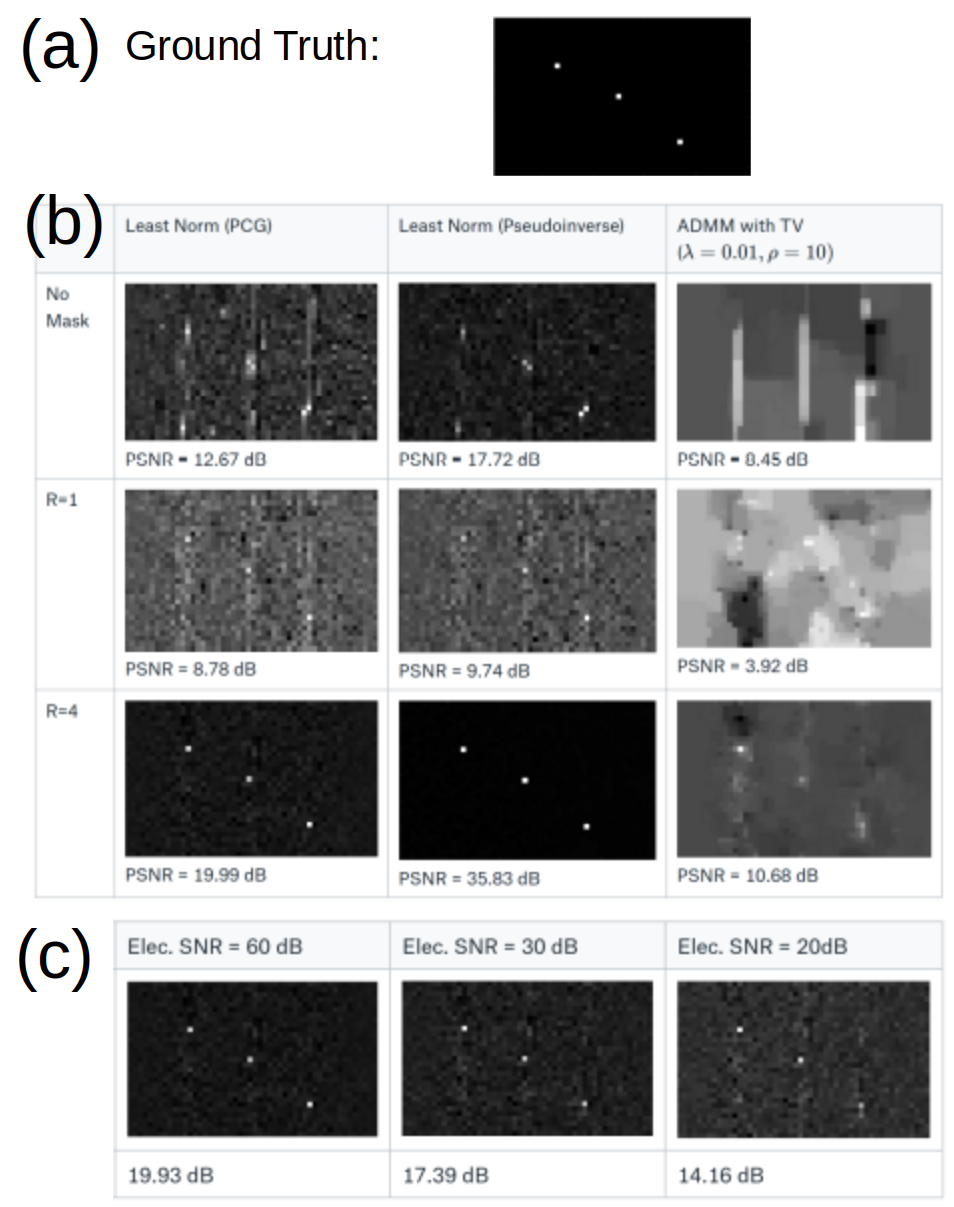 (a) Ground Truth:
(b)
Least Norm (PCG)
Least Norm (Pseudoinverse)
ADMM with TV
(λ = 0.01, ρ = 10)
No
Mask
PSNR = 12.67 dB
PSNR = 17.72 dB
PSNR = 8.45 dB
R=1
PSNR = 8.78 dB
PSNR = 9.74 dB
PSNR = 3.92 dB
R=4
PSNR = 19.99 dB
PSNR = 35.83 dB
PSNR = 10.68 dB
(c)
Elec. SNR = 60 dB
Elec. SNR = 30 dB
Elec. SNR = 20dB
19.93 dB
17.39 dB
14.16 dB